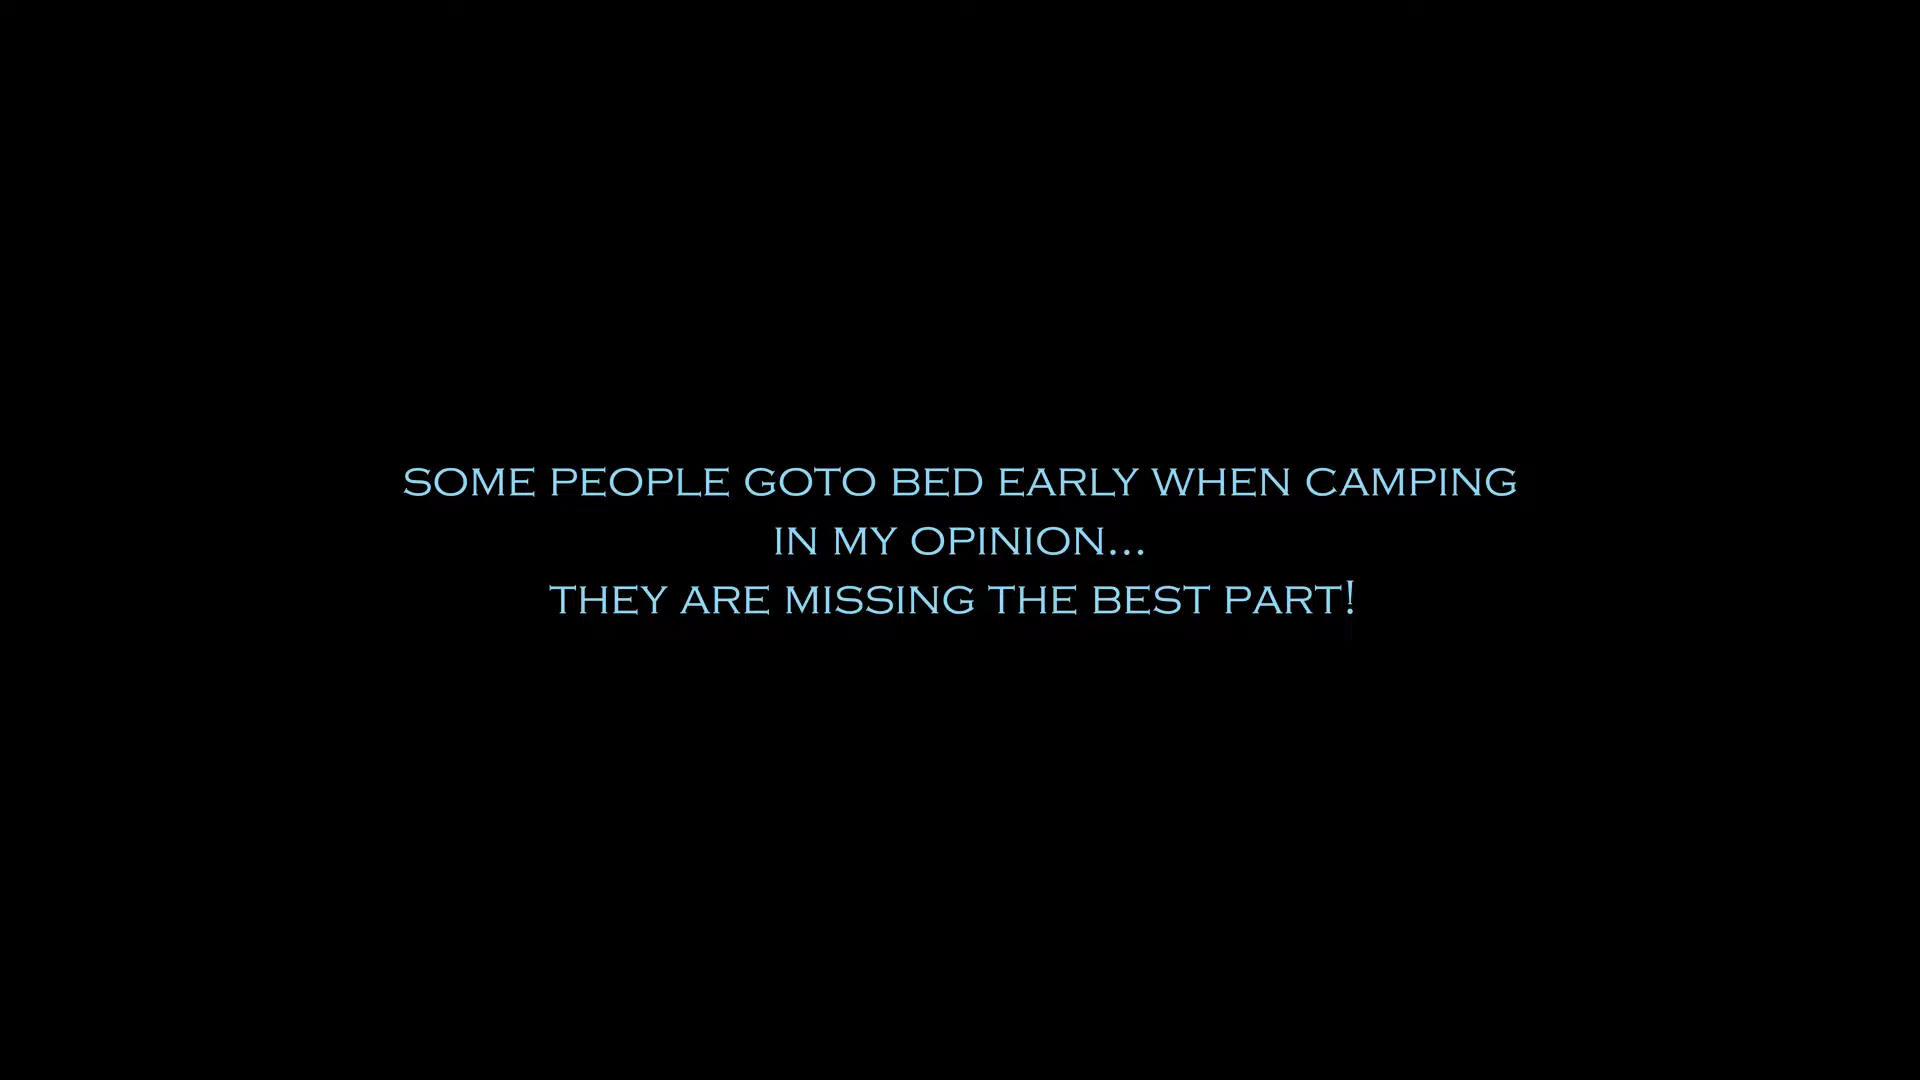 SOME PEOPLE GOTO BED EARLY WHEN CAMPING
IN MY OPINION...
THEY ARE MISSING THE BEST PART!